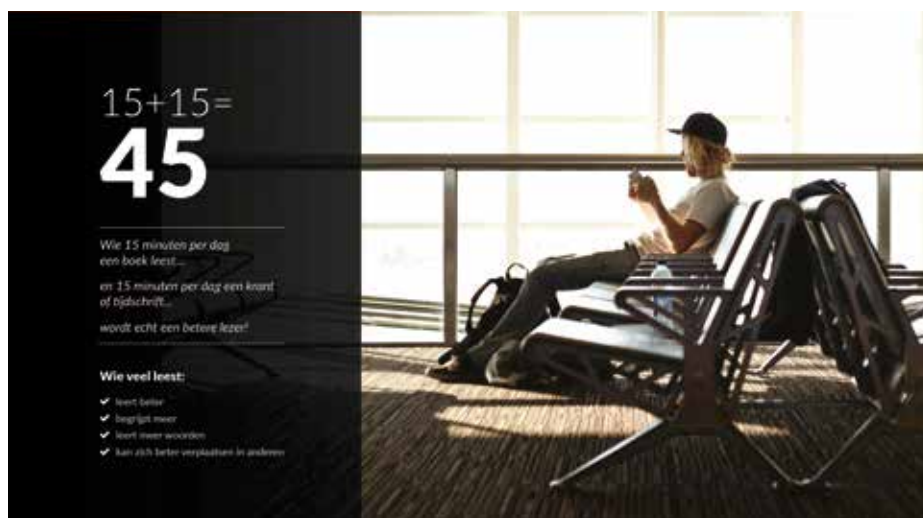 15+15=
45
Wie 15 minuten per dag
een boek leest...
en 15 minuten per dag een krant
of tijdschrift...
wordt echt een betere lezer!
Wie veel leest:
✔ leert beter
✔ begrijpt meer
✔ leert meer woorden
✔ kan zich beter verplaatsen in anderen